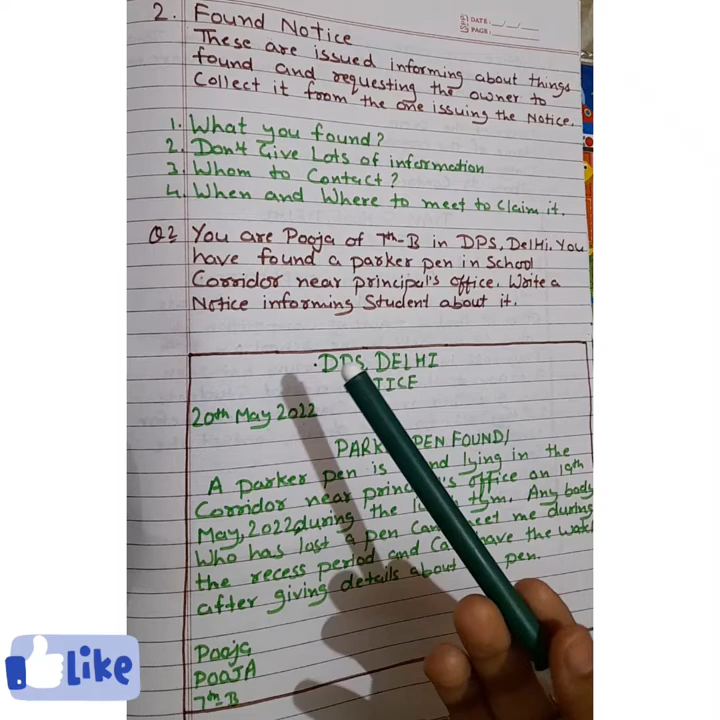 DATE: __/__/__
PAGE:
2. Found Notice
These are issued informing about things
found and requesting the owner to
Collect it from the one issuing the Notice.
1. What you found?
2. Don't Give Lots of information
3. Whom to Contact?
4. When and Where to meet to claim it.
Q2 You are Pooja of 7th-B in DPS, Delhi. You
have found a parker pen in School
Corridor near principal's office. Write a
Notice informing Student about it.
DPS, DELHI
20th May 2022
PEN FOUND!
A parker pen is lying in the
Corridor near office on 19th
May, 2022, during the Any body
Who has lost a pen can meet me during
the recess period and have the
after giving details about pen.
Pooja
POOJA
7th-B
Like